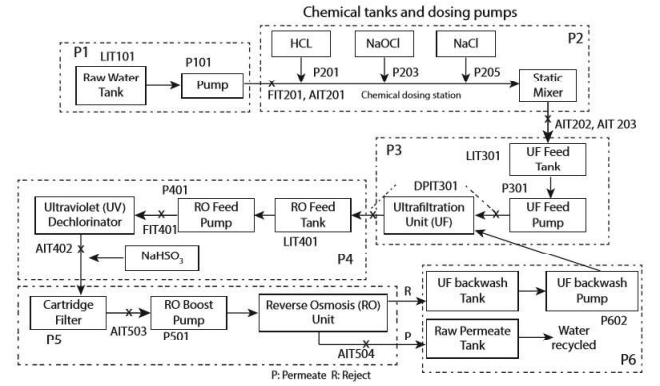 Chemical tanks and dosing pumps
P1
LIT101
Raw Water
Tank
P101
Pump
HCL
NaOCl
NaCl
P2
P201
P203
P205
FIT201, AIT201
Chemical dosing station
Static
Mixer
AIT202, AIT 203
P3
LIT301
UF Feed
Tank
P301
UF Feed
Pump
DPIT301
Ultrafiltration
Unit (UF)
P401
Ultraviolet (UV)
Dechlorinator
RO Feed
Pump
RO Feed
Tank
FIT401
LIT401
P4
AIT402
NaHSO3
Cartridge
Filter
P5
AIT503
RO Boost
Pump
P501
Reverse Osmosis (RO)
Unit
AIT504
R
P
UF backwash
Tank
UF backwash
Pump
P602
Raw Permeate
Tank
Water
recycled
P6
P: Permeate R: Reject